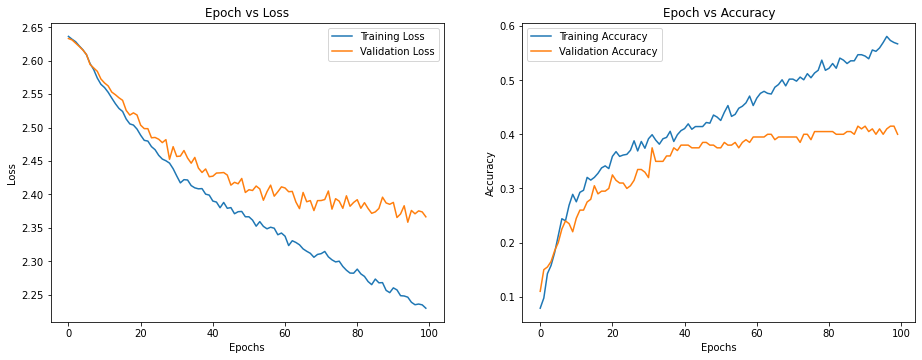 Epoch vs Loss
2.65
2.60
2.55
2.50
2.45
2.40
2.35
2.30
2.25
Loss
0 20 40 60 80 100
Epochs
Training Loss
Validation Loss
Epoch vs Accuracy
0.6
0.5
0.4
0.3
0.2
0.1
Accuracy
0 20 40 60 80 100
Epochs
Training Accuracy
Validation Accuracy